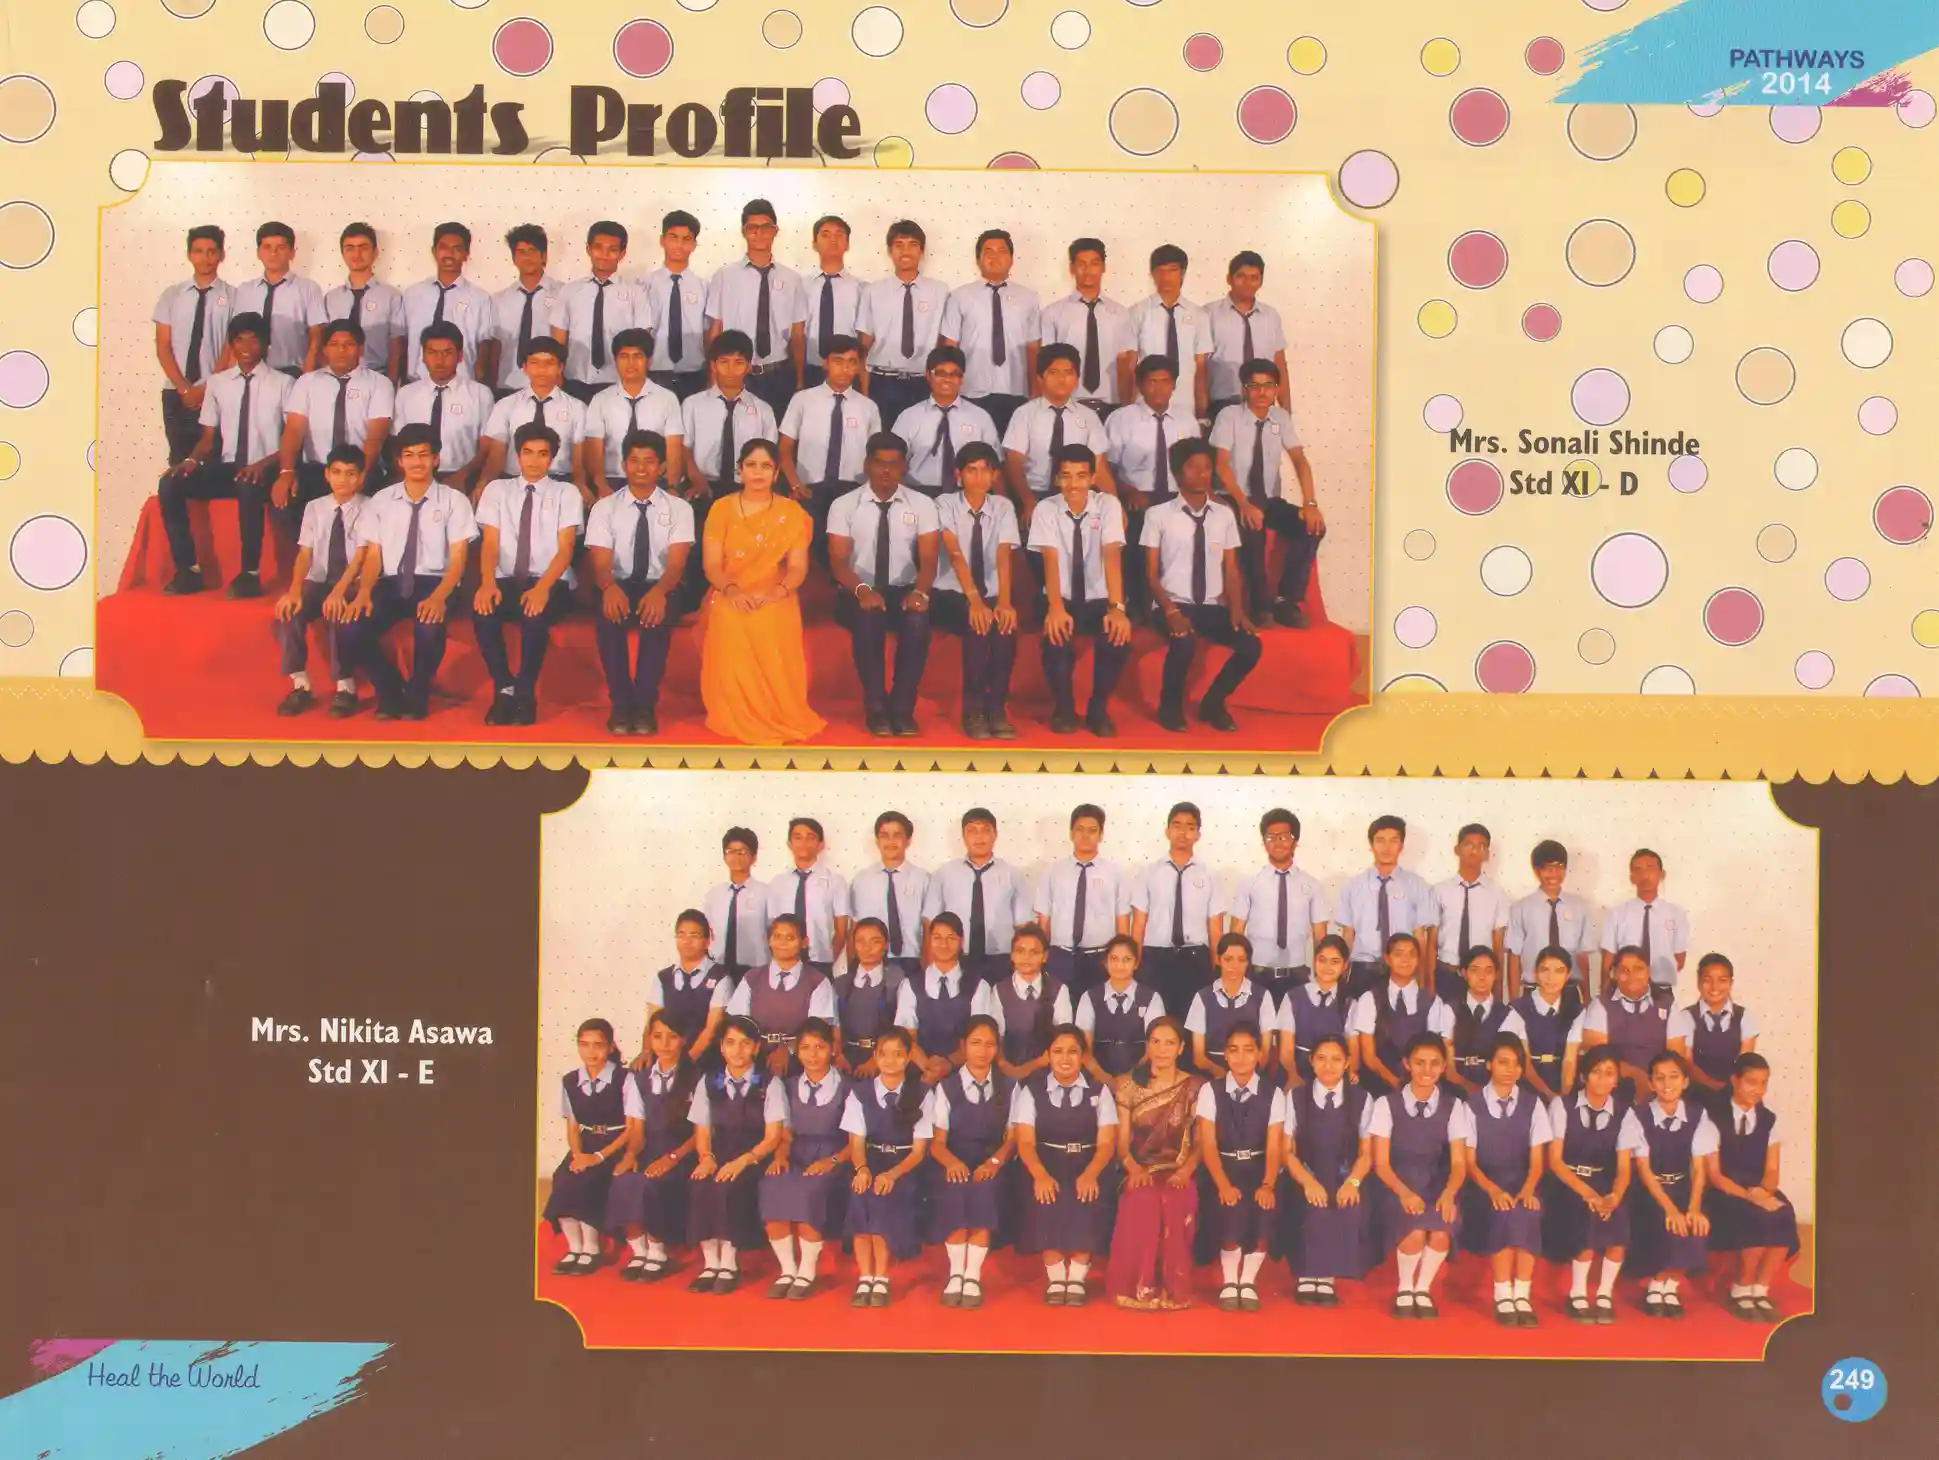 PATHWAYS
2014
Students Profile
Mrs. Sonali Shinde
Std XI - D
Mrs. Nikita Asawa
Std XI - E
Heal the World
249